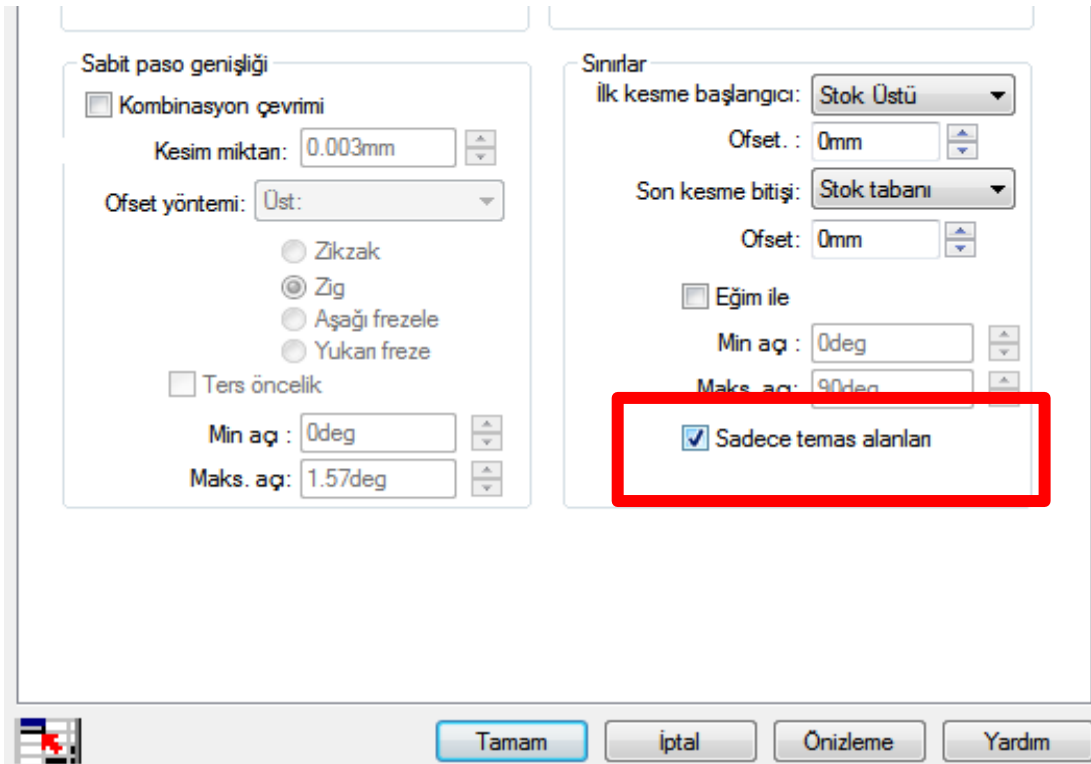 Sabit paso genişliği
Kombinasyon çevrimi
Kesim miktarı: 0.003mm
Ofset yöntemi: Üst:
Zikzak
Zig
Aşağı frezele
Yukarı freze
Ters öncelik
Min açı : 0deg
Maks. açı: 1.57deg
Sınırlar
İlk kesme başlangıcı: Stok Üstü
Ofset. : 0mm
Son kesme bitişi: Stok tabanı
Ofset: 0mm
Eğim ile
Min açı : 0deg
Maks. açı: 90deg
Sadece temas alanları
Tamam İptal Önizleme Yardım